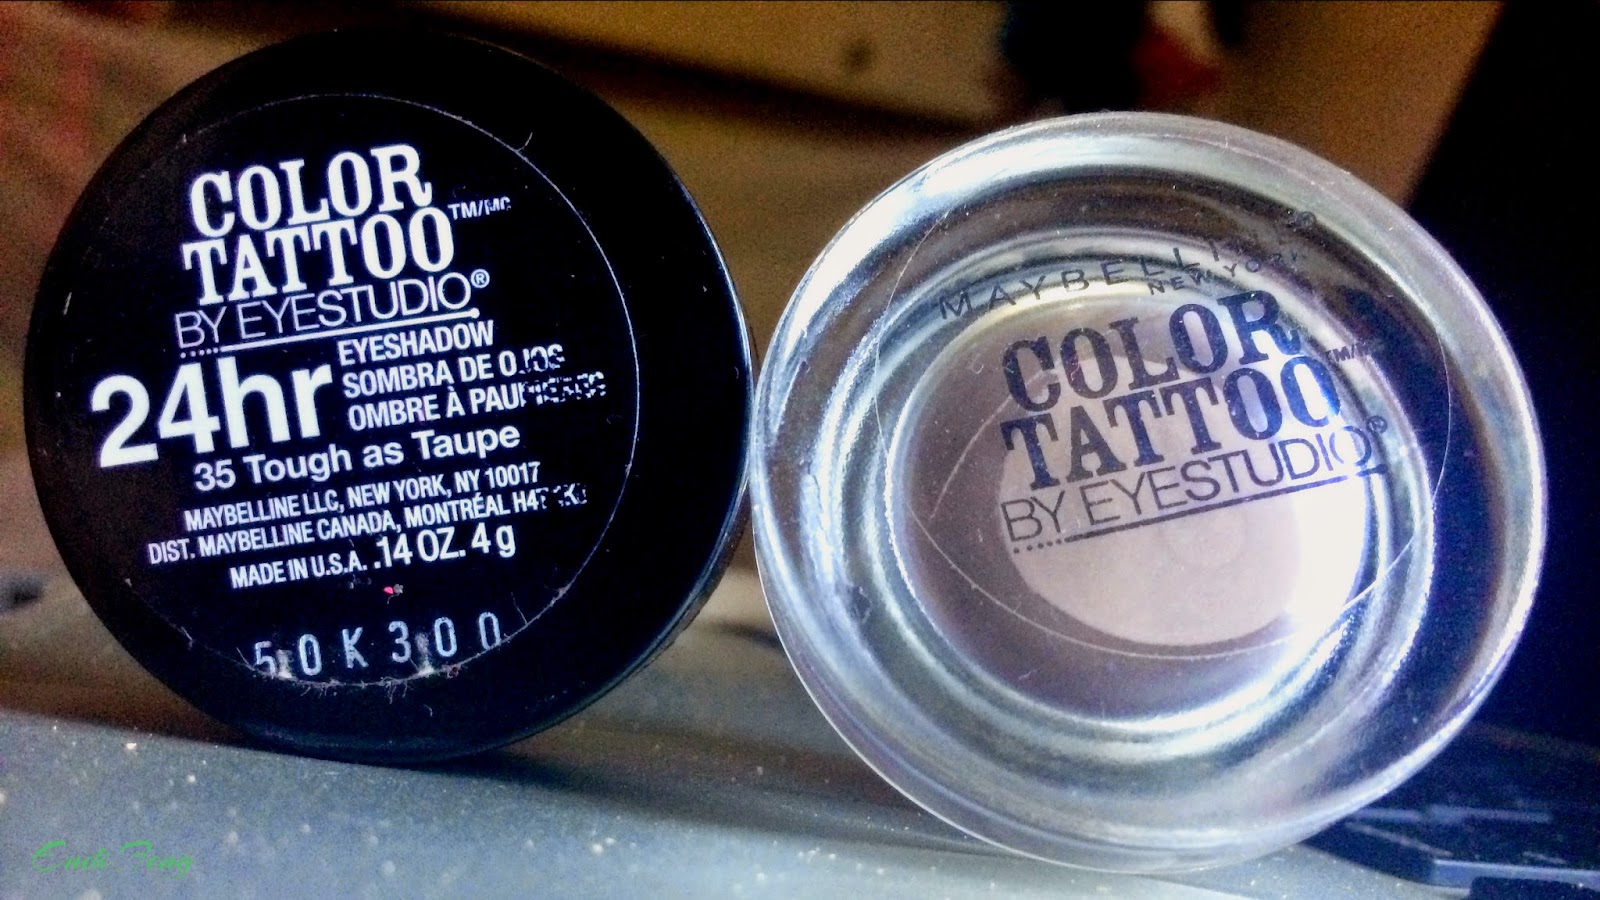 COLOR
TATTOO TM/MC
BY EYESTUDIO®
24hr
EYESHADOW
SOMBRA DE OJOS
OMBRE À
35 Tough as Taupe
MAYBELLINE LLC, NEW YORK, NY 10017
DIST. MAYBELLINE CANADA, MONTRÉAL
MADE IN U.S.A. .14 OZ. 4 g
50K300
MAYBELLINE®
NEW YORK
COLOR
TATTOO
BY EYESTUDIO®